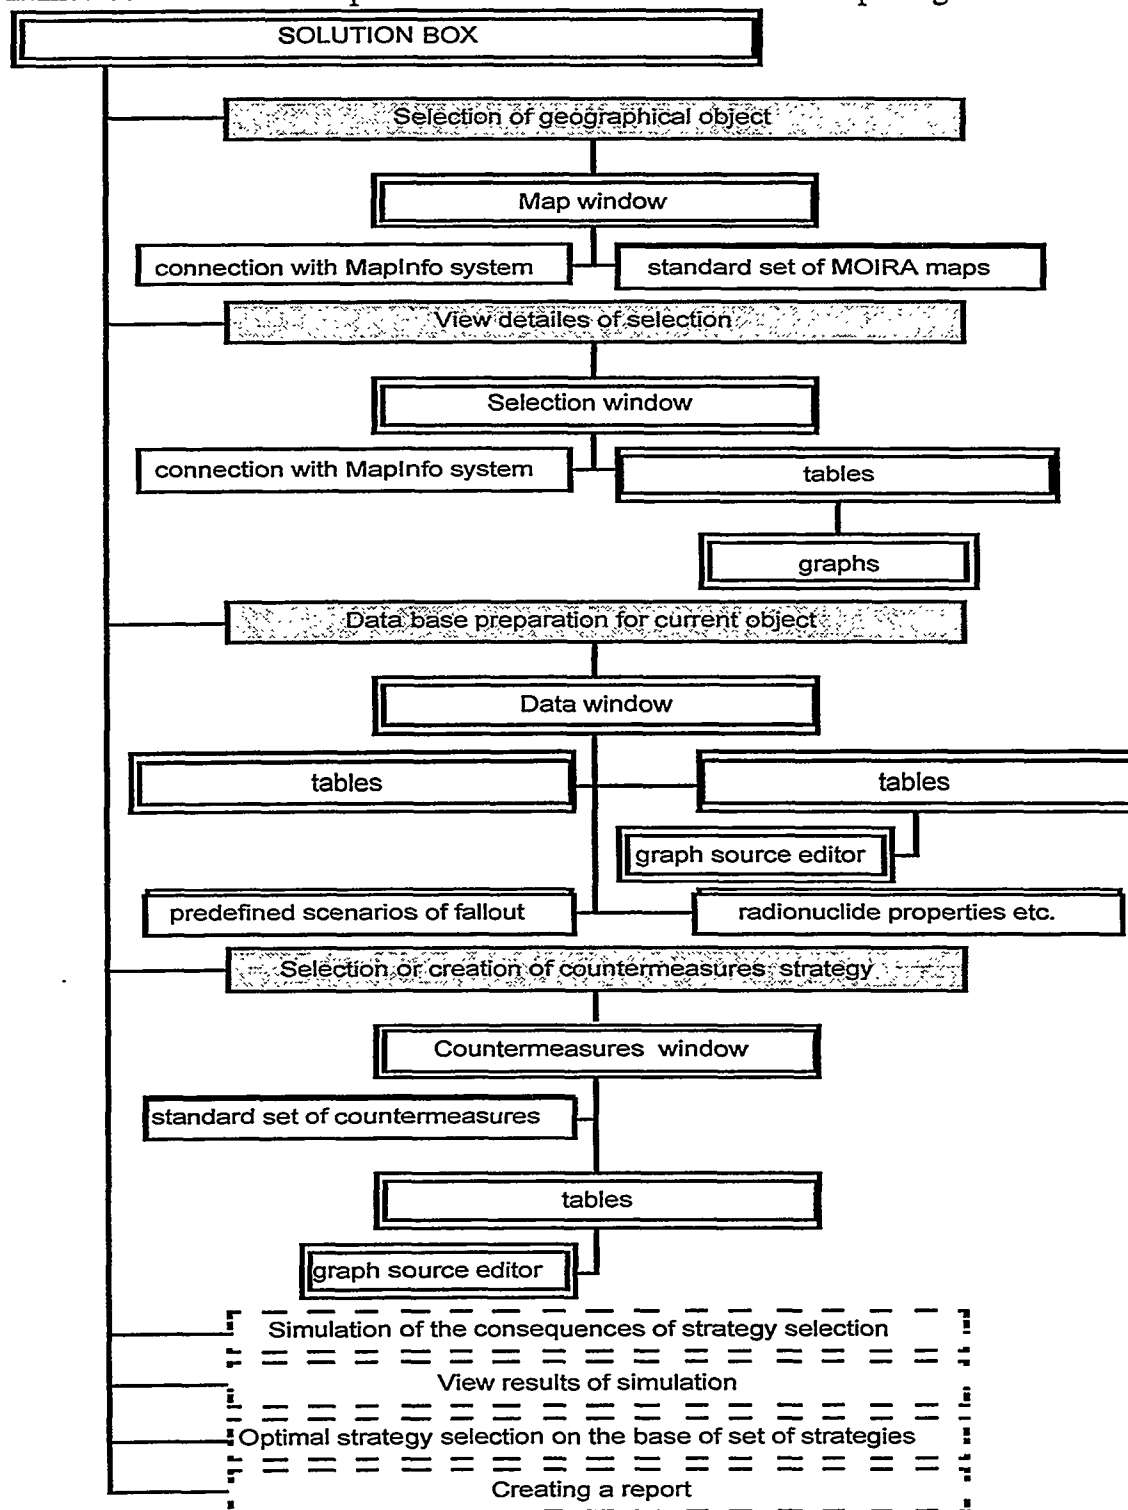 SOLUTION BOX
Selection of geographical object
Map window
connection with MapInfo system
standard set of MOIRA maps
View detailes of selection
Selection window
connection with MapInfo system
tables
graphs
Data base preparation for current object
Data window
tables
tables
graph source editor
predefined scenarios of fallout
radionuclide properties etc.
Selection or creation of countermeasures strategy
Countermeasures window
standard set of countermeasures
tables
graph source editor
Simulation of the consequences of strategy selection
View results of simulation
Optimal strategy selection on the base of set of strategies
Creating a report